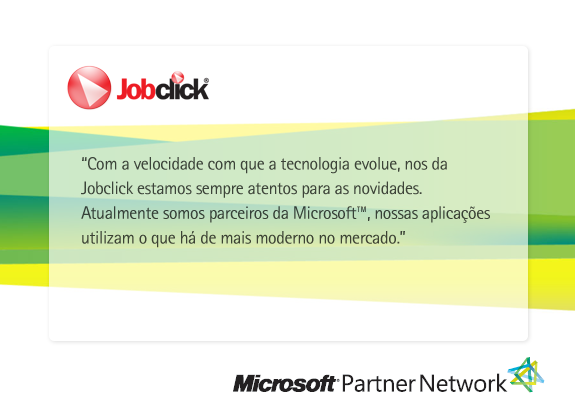 Jobclick®
“Com a velocidade com que a tecnologia evolue, nos da
Jobclick estamos sempre atentos para as novidades.
Atualmente somos parceiros da Microsoft™, nossas aplicações
utilizam o que há de mais moderno no mercado.”
Microsoft® Partner Network